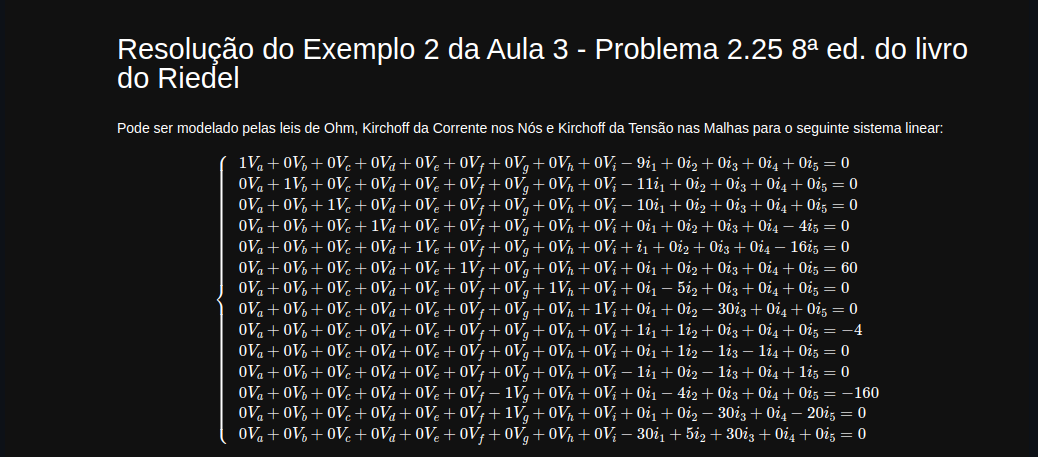 Resolução do Exemplo 2 da Aula 3 - Problema 2.25 8ª ed. do livro
do Riedel
Pode ser modelado pelas leis de Ohm, Kirchoff da Corrente nos Nós e Kirchoff da Tensão nas Malhas para o seguinte sistema linear:
1V_a + 0V_b + 0V_c + 0V_d + 0V_e + 0V_f + 0V_g + 0V_h + 0V_i − 9i_1 + 0i_2 + 0i_3 + 0i_4 + 0i_5 = 0
0V_a + 1V_b + 0V_c + 0V_d + 0V_e + 0V_f + 0V_g + 0V_h + 0V_i − 11i_1 + 0i_2 + 0i_3 + 0i_4 + 0i_5 = 0
0V_a + 0V_b + 1V_c + 0V_d + 0V_e + 0V_f + 0V_g + 0V_h + 0V_i − 10i_1 + 0i_2 + 0i_3 + 0i_4 + 0i_5 = 0
0V_a + 0V_b + 0V_c + 1V_d + 0V_e + 0V_f + 0V_g + 0V_h + 0V_i + 0i_1 + 0i_2 + 0i_3 + 0i_4 − 4i_5 = 0
0V_a + 0V_b + 0V_c + 0V_d + 1V_e + 0V_f + 0V_g + 0V_h + 0V_i + i_1 + 0i_2 + 0i_3 + 0i_4 − 16i_5 = 0
0V_a + 0V_b + 0V_c + 0V_d + 0V_e + 1V_f + 0V_g + 0V_h + 0V_i + 0i_1 + 0i_2 + 0i_3 + 0i_4 + 0i_5 = 60
0V_a + 0V_b + 0V_c + 0V_d + 0V_e + 0V_f + 0V_g + 1V_h + 0V_i + 0i_1 − 5i_2 + 0i_3 + 0i_4 + 0i_5 = 0
0V_a + 0V_b + 0V_c + 0V_d + 0V_e + 0V_f + 0V_g + 0V_h + 1V_i + 0i_1 + 0i_2 − 30i_3 + 0i_4 + 0i_5 = 0
0V_a + 0V_b + 0V_c + 0V_d + 0V_e + 0V_f + 0V_g + 0V_h + 0V_i + 1i_1 + 1i_2 + 0i_3 + 0i_4 + 0i_5 = −4
0V_a + 0V_b + 0V_c + 0V_d + 0V_e + 0V_f + 0V_g + 0V_h + 0V_i + 0i_1 + 1i_2 − 1i_3 − 1i_4 + 0i_5 = 0
0V_a + 0V_b + 0V_c + 0V_d + 0V_e + 0V_f + 0V_g + 0V_h + 0V_i − 1i_1 + 0i_2 − 1i_3 + 0i_4 + 1i_5 = 0
0V_a + 0V_b + 0V_c + 0V_d + 0V_e + 0V_f − 1V_g + 0V_h + 0V_i + 0i_1 − 4i_2 + 0i_3 + 0i_4 + 0i_5 = −160
0V_a + 0V_b + 0V_c + 0V_d + 0V_e + 0V_f + 1V_g + 0V_h + 0V_i + 0i_1 + 0i_2 − 30i_3 + 0i_4 − 20i_5 = 0
0V_a + 0V_b + 0V_c + 0V_d + 0V_e + 0V_f + 0V_g + 0V_h + 0V_i − 30i_1 + 5i_2 + 30i_3 + 0i_4 + 0i_5 = 0